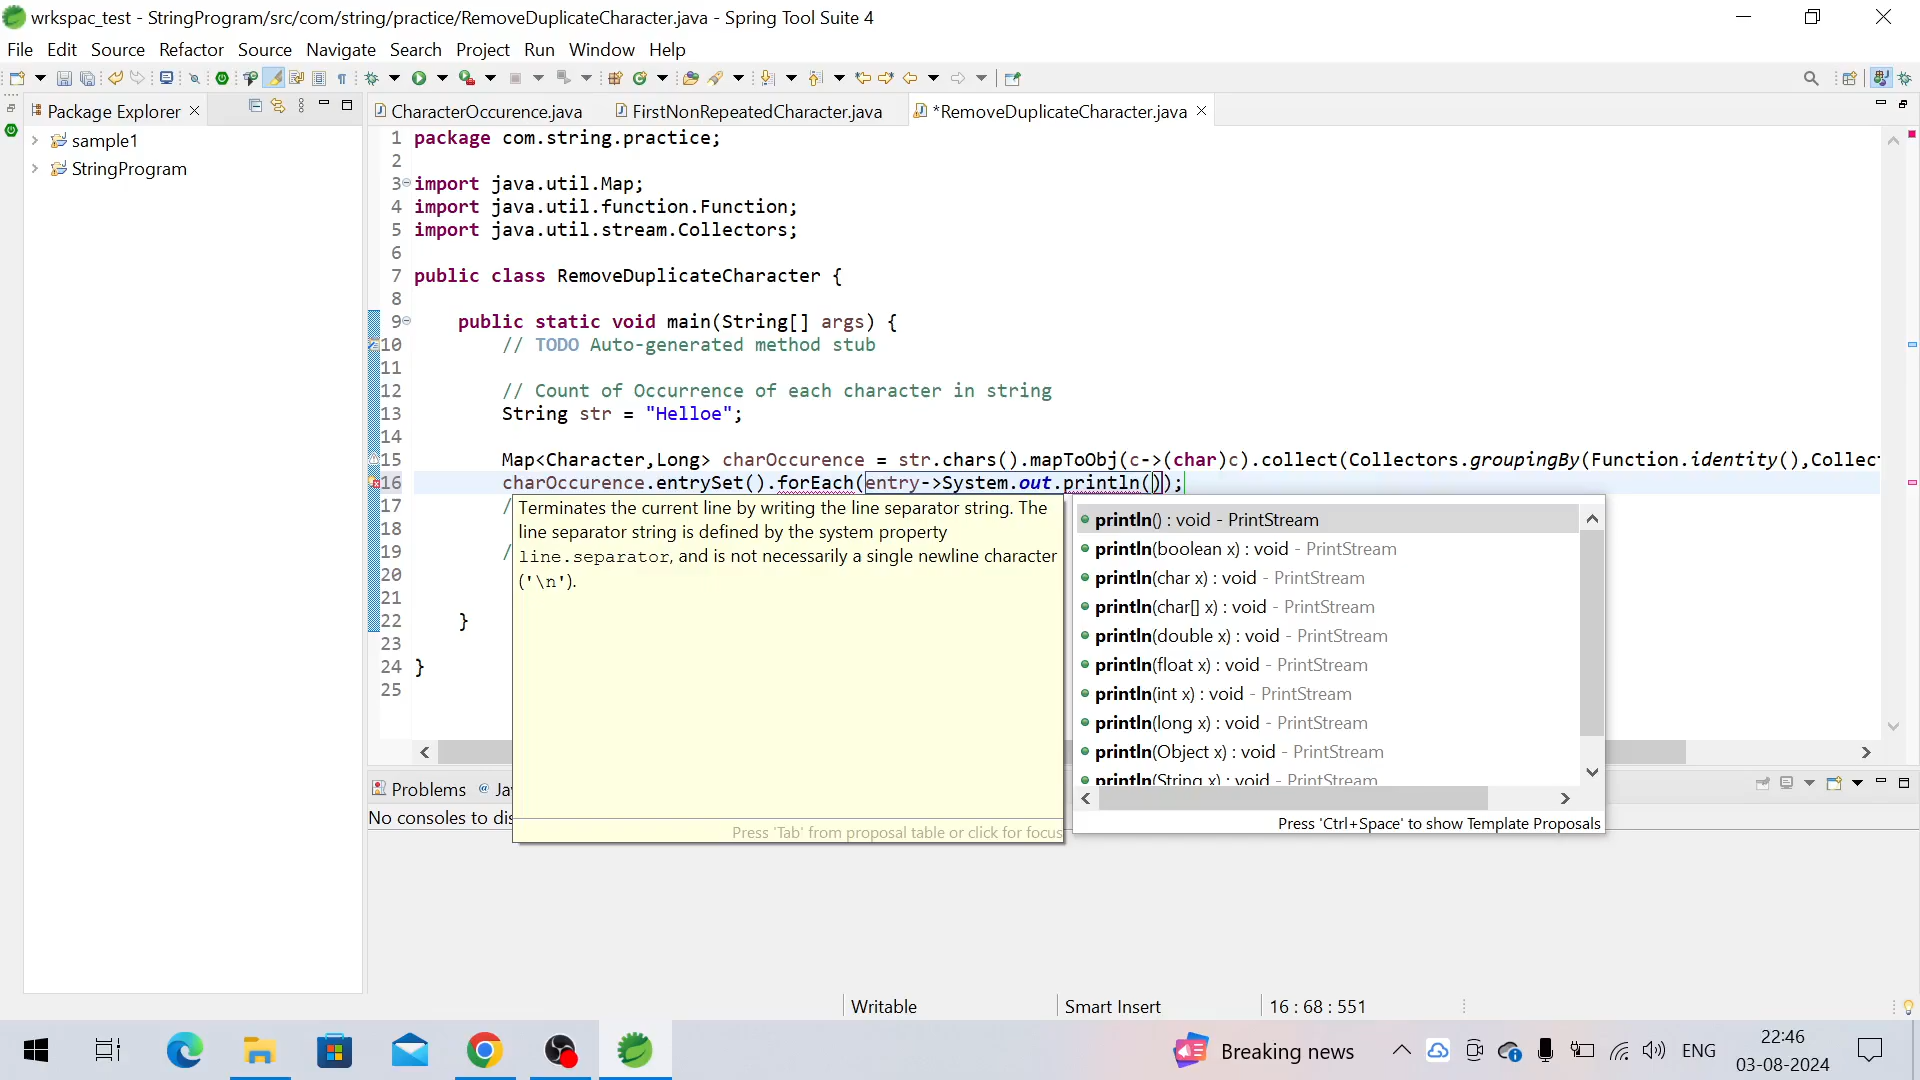 wrkspac_test - StringProgram/src/com/string/practice/RemoveDuplicateCharacter.java - Spring Tool Suite 4
File Edit Source Refactor Source Navigate Search Project Run Window Help
Package Explorer
CharacterOccurence.java FirstNonRepeatedCharacter.java *RemoveDuplicateCharacter.java
sample1
StringProgram
1 package com.string.practice;
2
3 import java.util.Map;
4 import java.util.function.Function;
5 import java.util.stream.Collectors;
6
7 public class RemoveDuplicateCharacter {
8
9 public static void main(String[] args) {
10 // TODO Auto-generated method stub
11
12 // Count of Occurrence of each character in string
13 String str = "Helloe";
14
15 Map<Character,Long> charOccurence = str.chars().mapToObj(c->(char)c).collect(Collectors.groupingBy(Function.identity(),Collec
16 charOccurence.entrySet().forEach(entry->System.out.println());
17 /
18
19 /
20
21
22 }
23
24 }
25
Terminates the current line by writing the line separator string. The
line separator string is defined by the system property
line.separator, and is not necessarily a single newline character
('\n').
Press 'Tab' from proposal table or click for focus
println() : void - PrintStream
println(boolean x) : void - PrintStream
println(char x) : void - PrintStream
println(char[] x) : void - PrintStream
println(double x) : void - PrintStream
println(float x) : void - PrintStream
println(int x) : void - PrintStream
println(long x) : void - PrintStream
println(Object x) : void - PrintStream
println(String x) : void - PrintStream
Press 'Ctrl+Space' to show Template Proposals
Problems @ Ja
No consoles to dis
Writable Smart Insert 16 : 68 : 551
Breaking news ENG 22:46
03-08-2024